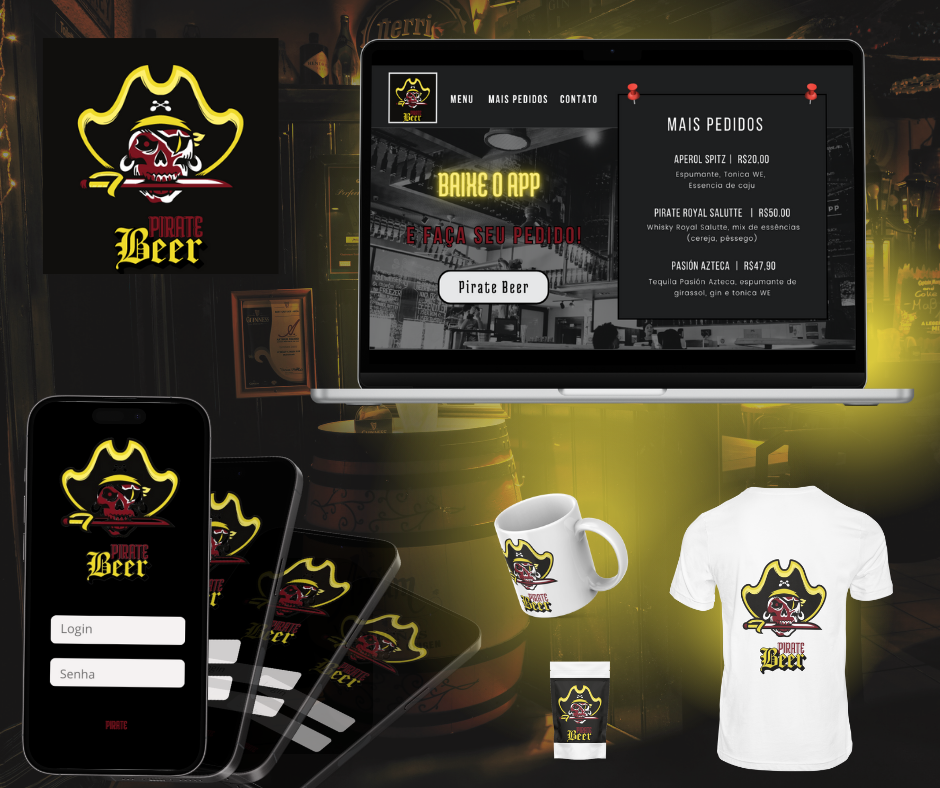 PIRATE
Beer
Beer
MENU
MAIS PEDIDOS
CONTATO
BAIXE O APP
E FAÇA SEU PEDIDO!
Pirate Beer
MAIS PEDIDOS
APEROL SPITZ | R$20,00
Espumante, Tonica WE,
Essencia de caju
PIRATE ROYAL SALUTTE | R$50.00
Whisky Royal Salutte, mix de essências
(cereja, pêssego)
PASIÓN AZTECA | R$47,90
Tequila Pasión Azteca, espumante de
girassol, gin e tonica WE
GUINNESS
PIRATE
Beer
Login
Senha
PIRATE
PIRATE
Beer
PIRATE
Beer
Beer
PIRATE
Beer